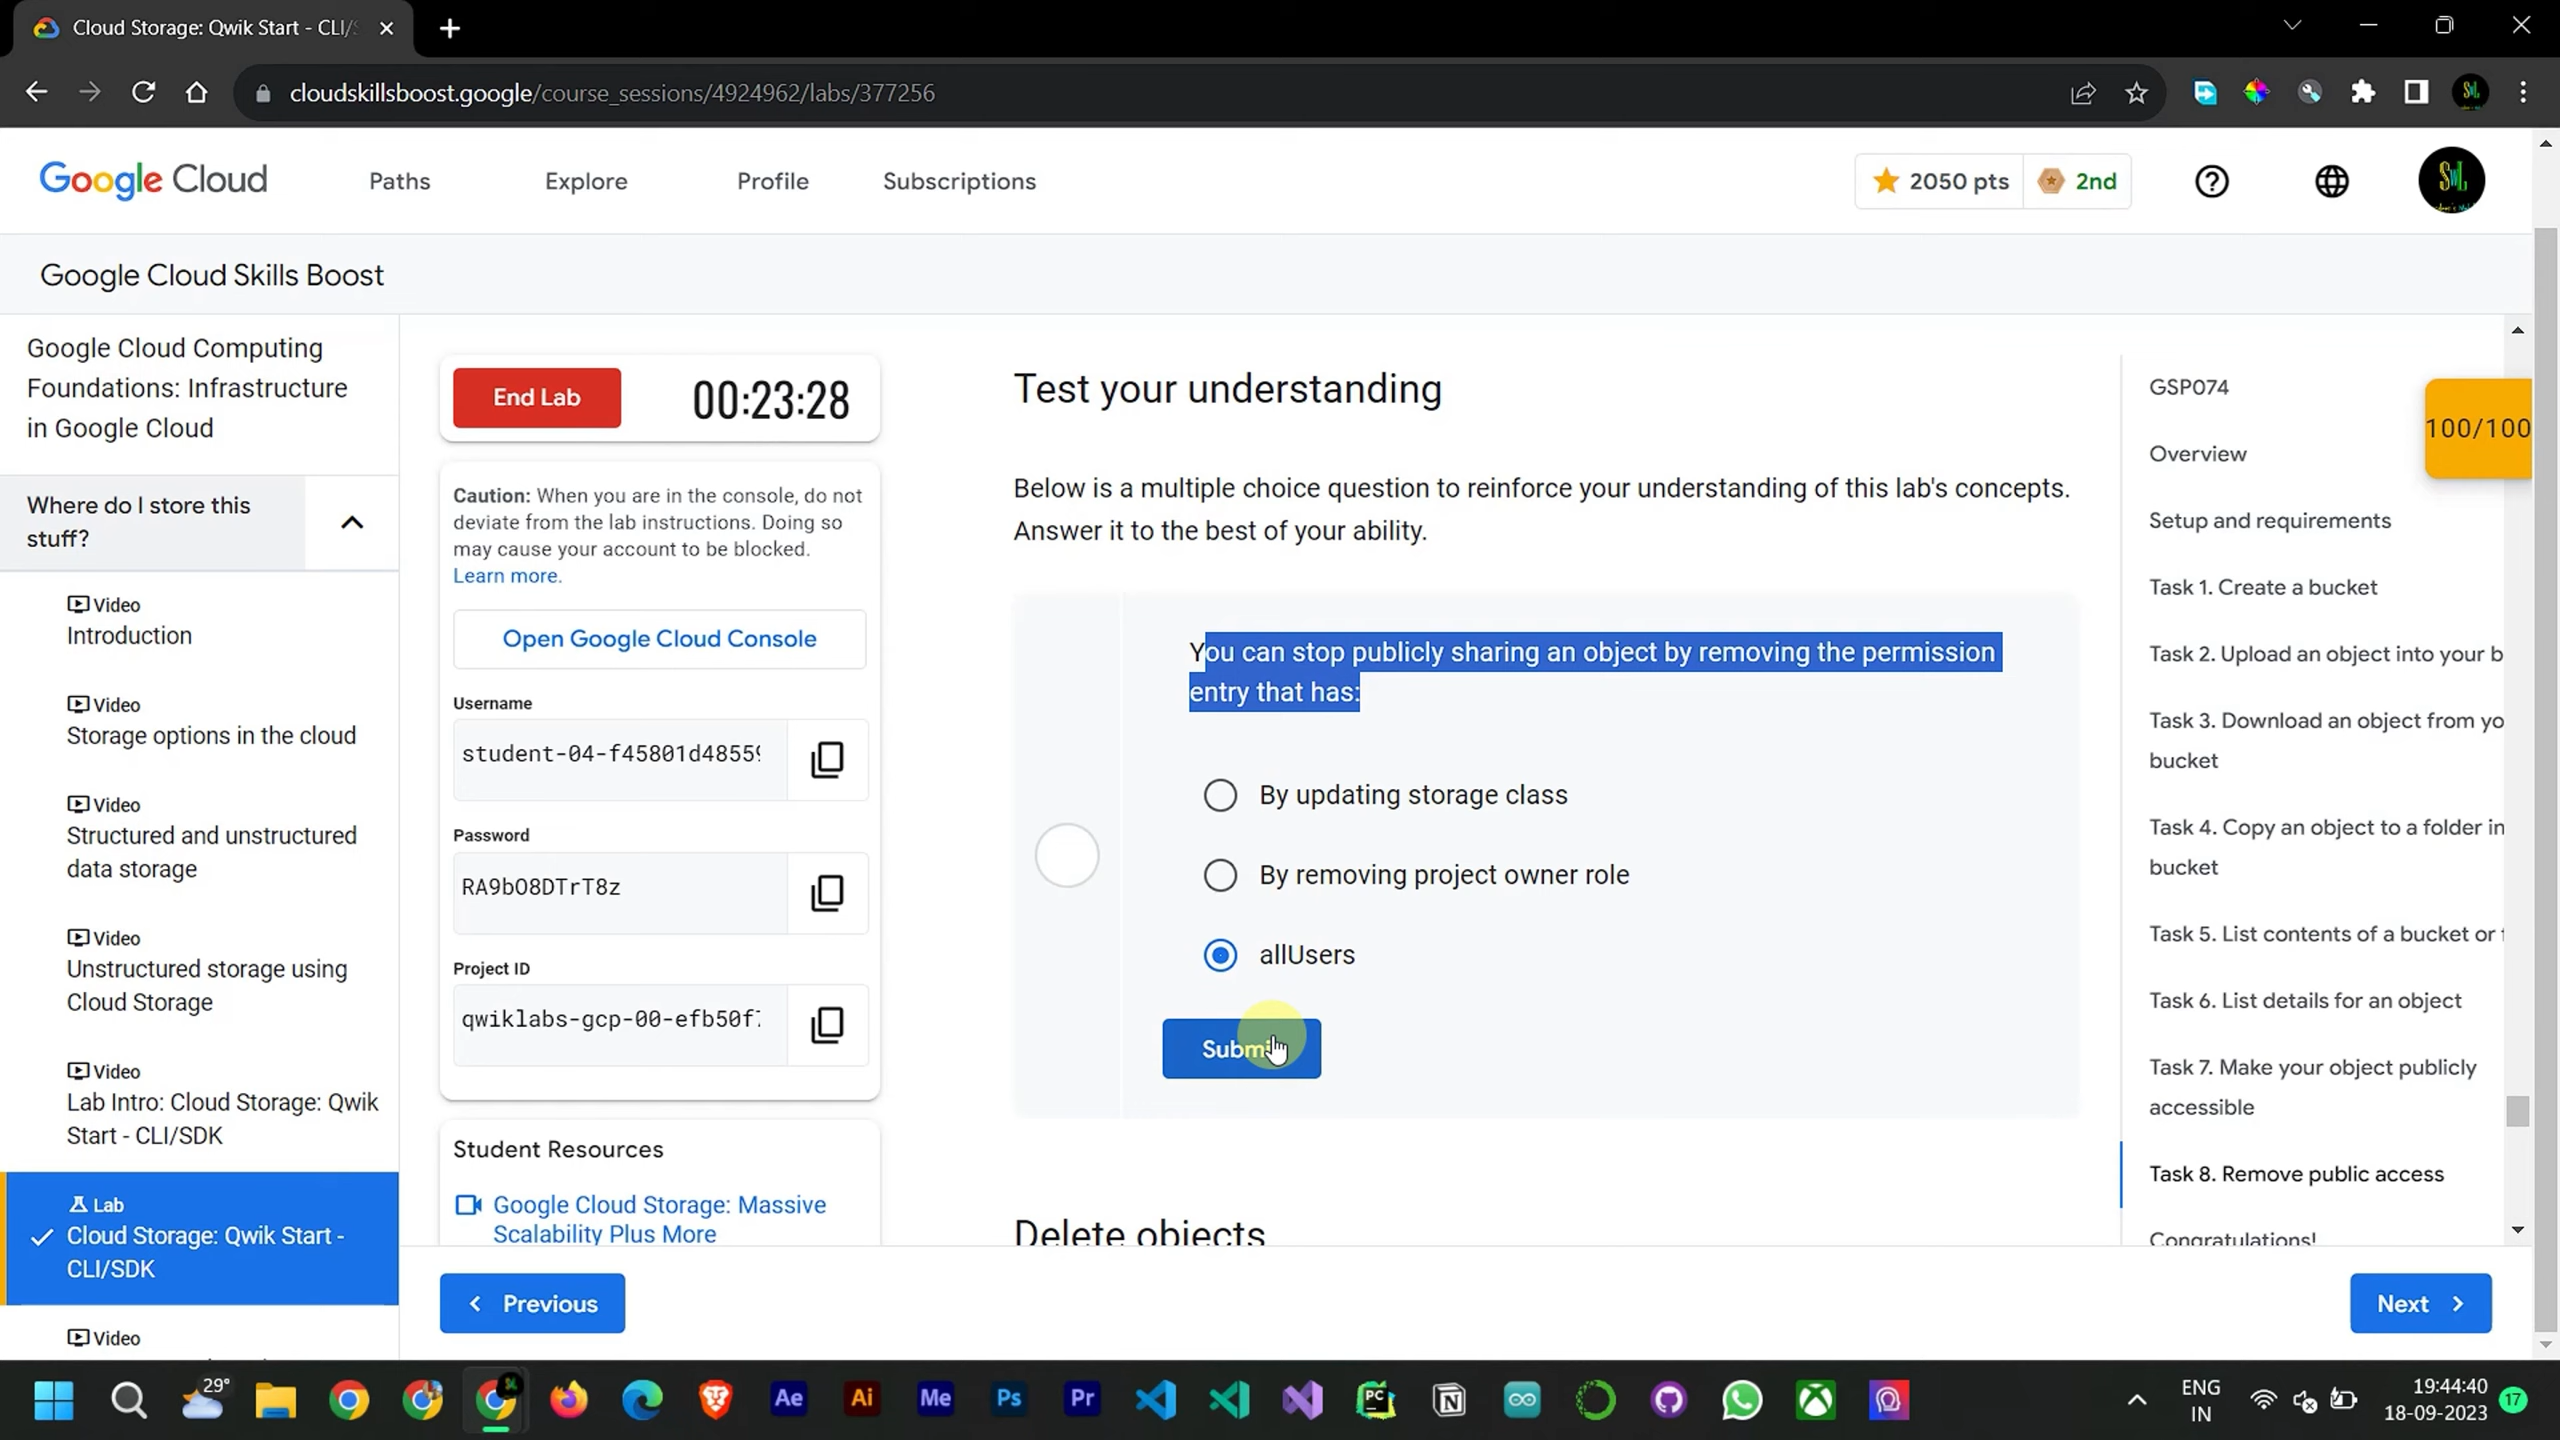 Cloud Storage: Qwik Start - CLI/S
cloudskillsboost.google/course_sessions/4924962/labs/377256
Google Cloud
Paths
Explore
Profile
Subscriptions
2050 pts
2nd
Google Cloud Skills Boost
Google Cloud Computing
Foundations: Infrastructure
in Google Cloud
Where do I store this
stuff?
Video
Introduction
Video
Storage options in the cloud
Video
Structured and unstructured
data storage
Video
Unstructured storage using
Cloud Storage
Video
Lab Intro: Cloud Storage: Qwik
Start - CLI/SDK
Lab
Cloud Storage: Qwik Start -
CLI/SDK
Video
End Lab
00:23:28
Caution: When you are in the console, do not
deviate from the lab instructions. Doing so
may cause your account to be blocked.
Learn more.
Open Google Cloud Console
Username
student-04-f45801d48559
Password
RA9bO8DTrT8z
Project ID
qwiklabs-gcp-00-efb50f7
Student Resources
Google Cloud Storage: Massive
Scalability Plus More
Test your understanding
Below is a multiple choice question to reinforce your understanding of this lab's concepts.
Answer it to the best of your ability.
You can stop publicly sharing an object by removing the permission
entry that has:
By updating storage class
By removing project owner role
allUsers
Submit
Delete objects
Previous
Next
GSP074
100/100
Overview
Setup and requirements
Task 1. Create a bucket
Task 2. Upload an object into your b
Task 3. Download an object from yo
bucket
Task 4. Copy an object to a folder in
bucket
Task 5. List contents of a bucket or f
Task 6. List details for an object
Task 7. Make your object publicly
accessible
Task 8. Remove public access
Congratulations!
29°
Ae
Ai
Me
Ps
Pr
PC
ENG
IN
19:44:40
18-09-2023
17